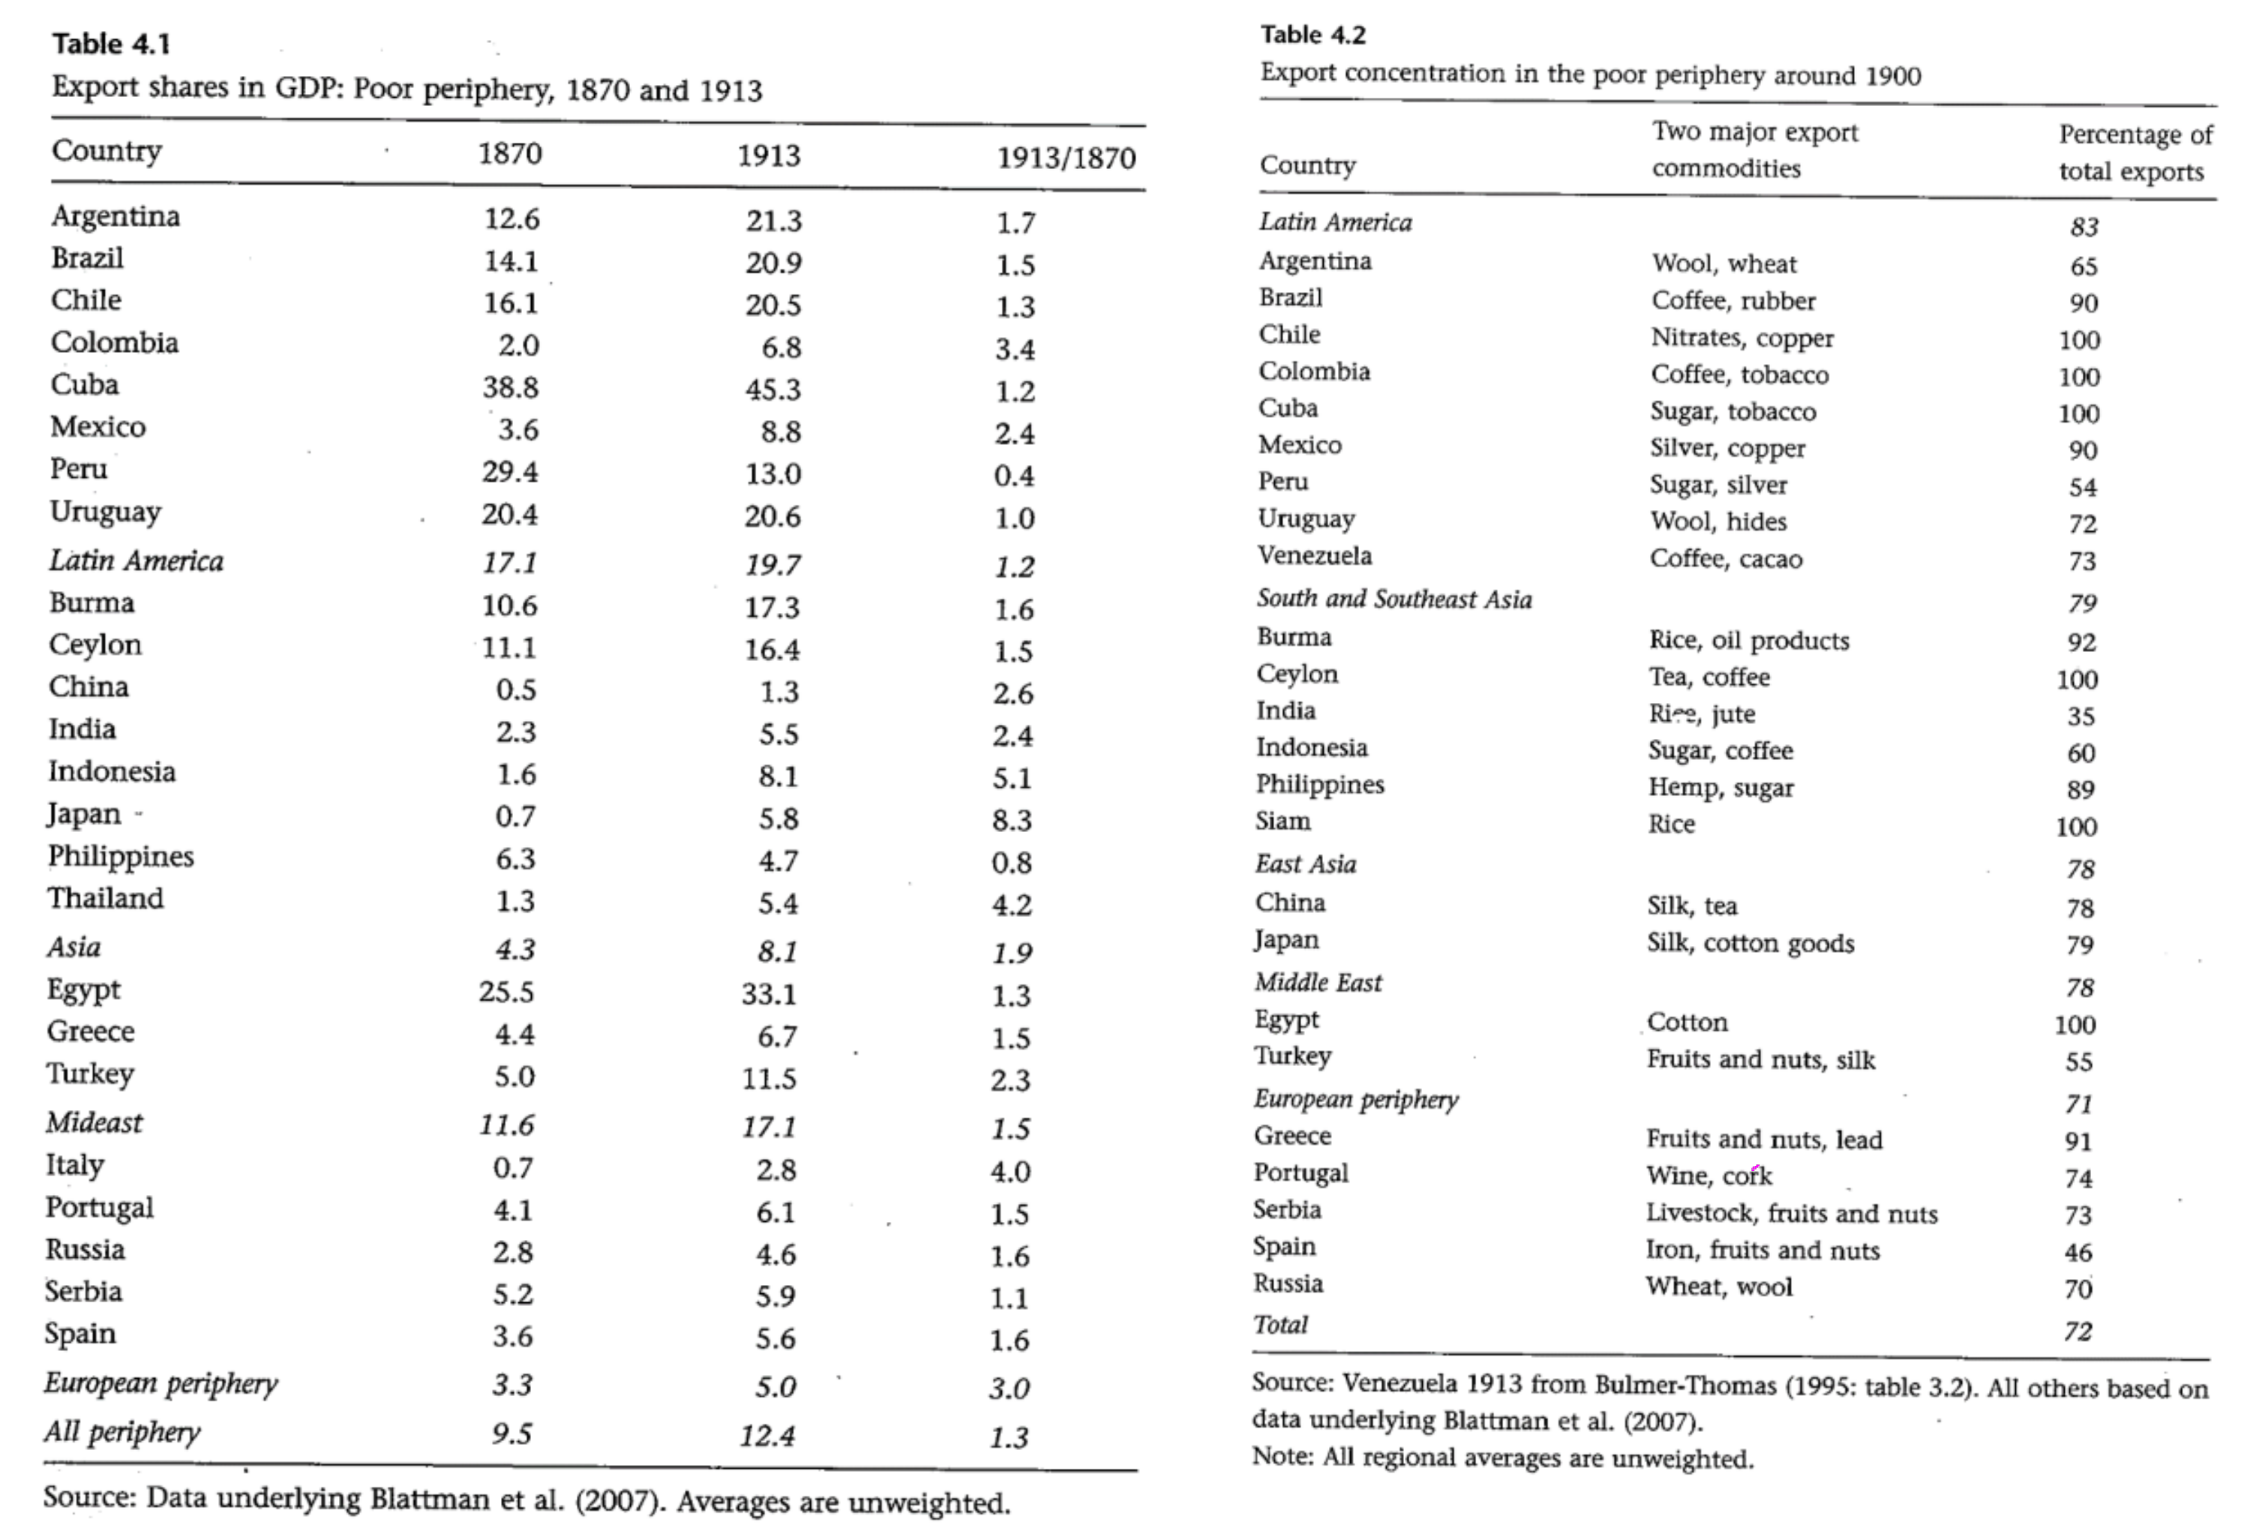 Table 4.1
Export shares in GDP: Poor periphery, 1870 and 1913
Country 1870 1913 1913/1870
Argentina 12.6 21.3 1.7
Brazil 14.1 20.9 1.5
Chile 16.1 20.5 1.3
Colombia 2.0 6.8 3.4
Cuba 38.8 45.3 1.2
Mexico 3.6 8.8 2.4
Peru 29.4 13.0 0.4
Uruguay 20.4 20.6 1.0
Latin America 17.1 19.7 1.2
Burma 10.6 17.3 1.6
Ceylon 11.1 16.4 1.5
China 0.5 1.3 2.6
India 2.3 5.5 2.4
Indonesia 1.6 8.1 5.1
Japan 0.7 5.8 8.3
Philippines 6.3 4.7 0.8
Thailand 1.3 5.4 4.2
Asia 4.3 8.1 1.9
Egypt 25.5 33.1 1.3
Greece 4.4 6.7 1.5
Turkey 5.0 11.5 2.3
Mideast 11.6 17.1 1.5
Italy 0.7 2.8 4.0
Portugal 4.1 6.1 1.5
Russia 2.8 4.6 1.6
Serbia 5.2 5.9 1.1
Spain 3.6 5.6 1.6
European periphery 3.3 5.0 3.0
All periphery 9.5 12.4 1.3
Source: Data underlying Blattman et al. (2007). Averages are unweighted.
Table 4.2
Export concentration in the poor periphery around 1900
Two major export Percentage of
Country commodities total exports
Latin America 83
Argentina Wool, wheat 65
Brazil Coffee, rubber 90
Chile Nitrates, copper 100
Colombia Coffee, tobacco 100
Cuba Sugar, tobacco 100
Mexico Silver, copper 90
Peru Sugar, silver 54
Uruguay Wool, hides 72
Venezuela Coffee, cacao 73
South and Southeast Asia 79
Burma Rice, oil products 92
Ceylon Tea, coffee 100
India Rice, jute 35
Indonesia Sugar, coffee 60
Philippines Hemp, sugar 89
Siam Rice 100
East Asia 78
China Silk, tea 78
Japan Silk, cotton goods 79
Middle East 78
Egypt Cotton 100
Turkey Fruits and nuts, silk 55
European periphery 71
Greece Fruits and nuts, lead 91
Portugal Wine, cork 74
Serbia Livestock, fruits and nuts 73
Spain Iron, fruits and nuts 46
Russia Wheat, wool 70
Total 72
Source: Venezuela 1913 from Bulmer-Thomas (1995: table 3.2). All others based on
data underlying Blattman et al. (2007).
Note: All regional averages are unweighted.